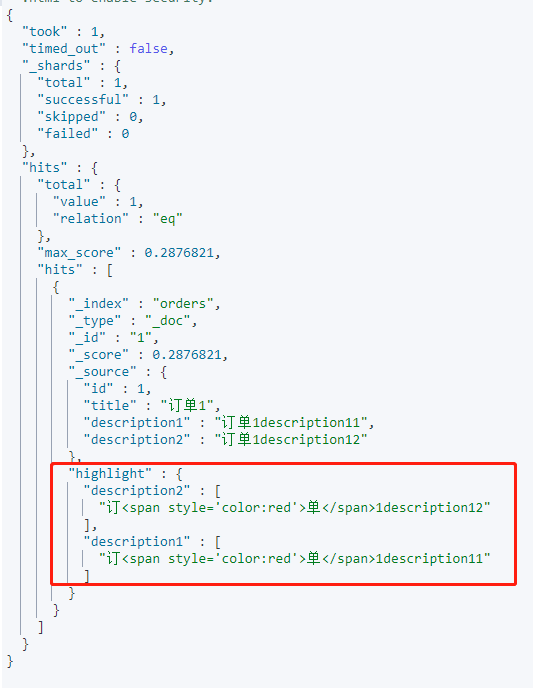 .html to enable security.
{
  "took" : 1,
  "timed_out" : false,
  "_shards" : {
    "total" : 1,
    "successful" : 1,
    "skipped" : 0,
    "failed" : 0
  },
  "hits" : {
    "total" : {
      "value" : 1,
      "relation" : "eq"
    },
    "max_score" : 0.2876821,
    "hits" : [
      {
        "_index" : "orders",
        "_type" : "_doc",
        "_id" : "1",
        "_score" : 0.2876821,
        "_source" : {
          "id" : 1,
          "title" : "订单1",
          "description1" : "订单1description11",
          "description2" : "订单1description12"
        },
        "highlight" : {
          "description2" : [
            "订<span style='color:red'>单</span>1description12"
          ],
          "description1" : [
            "订<span style='color:red'>单</span>1description11"
          ]
        }
      }
    ]
  }
}